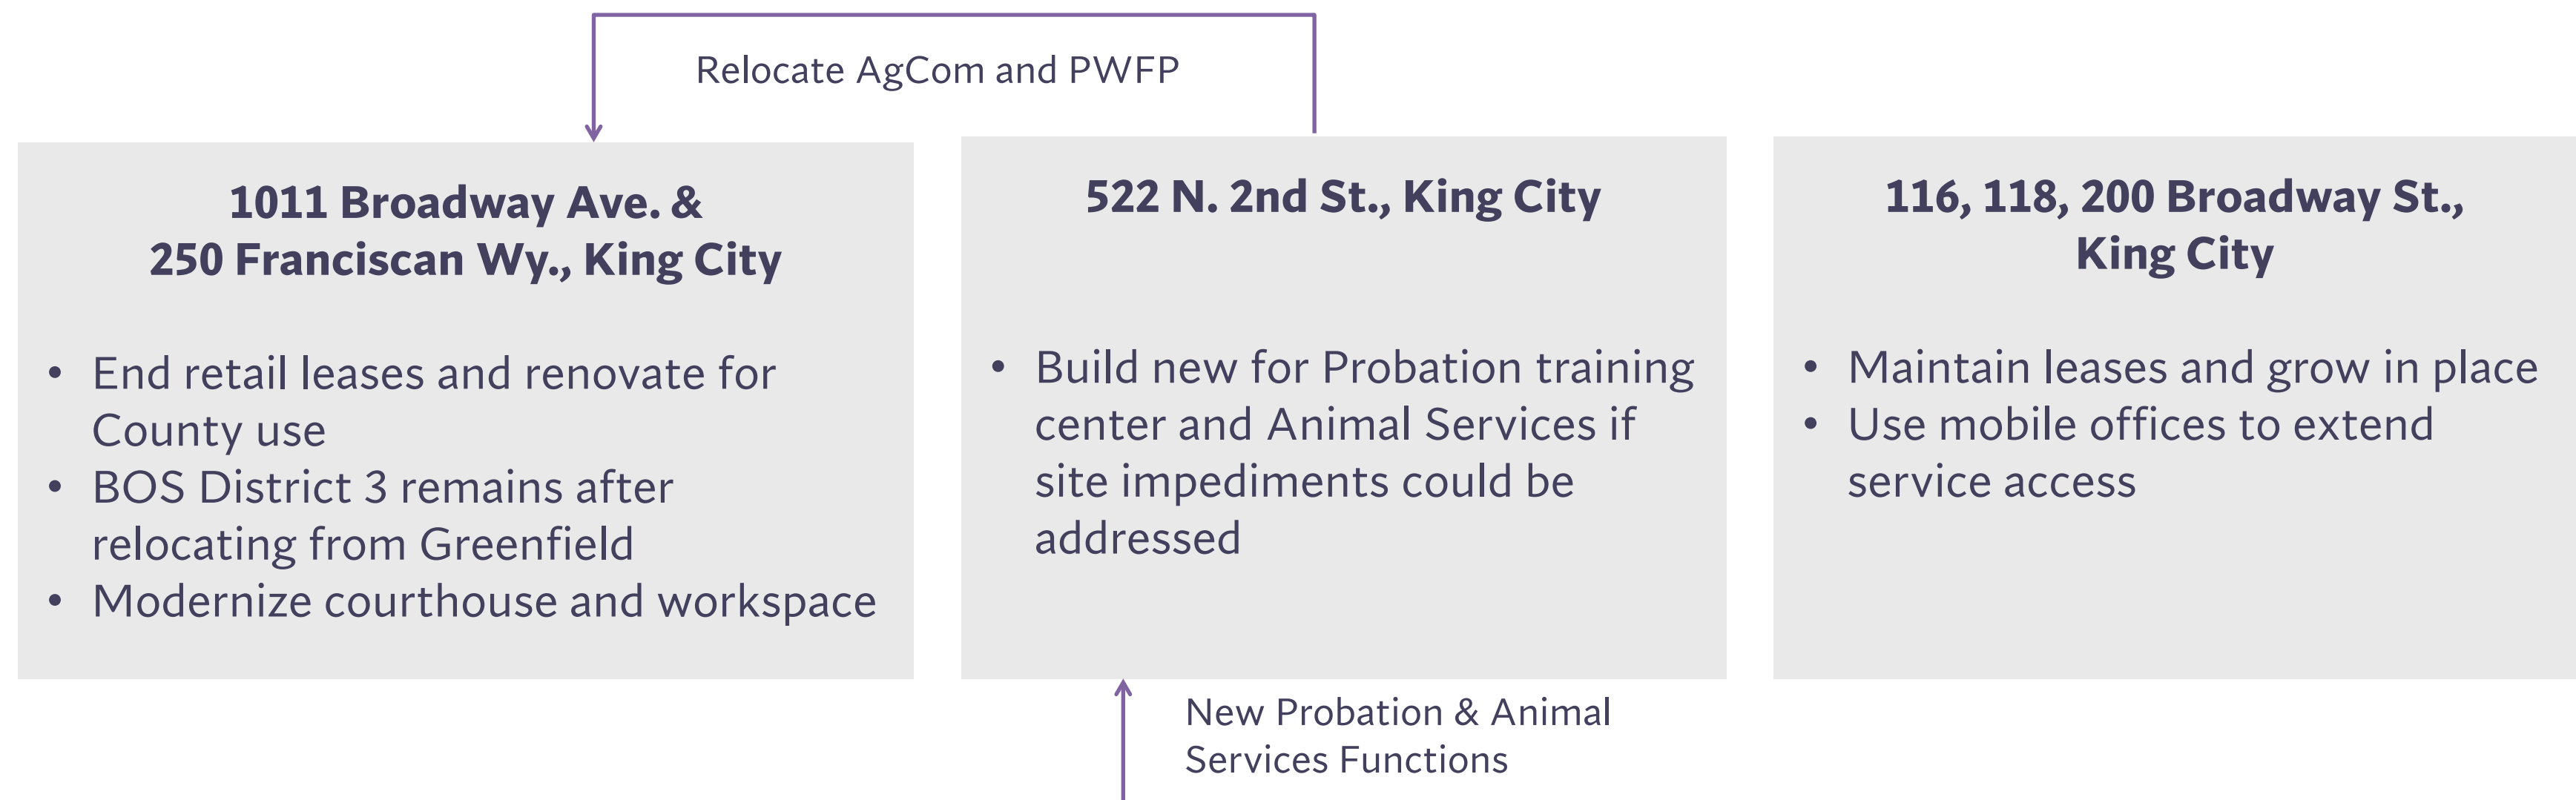 Relocate AgCom and PWFP
1011 Broadway Ave. &
250 Franciscan Wy., King City
• End retail leases and renovate for
County use
• BOS District 3 remains after
relocating from Greenfield
• Modernize courthouse and workspace
522 N. 2nd St., King City
• Build new for Probation training
center and Animal Services if
site impediments could be
addressed
116, 118, 200 Broadway St.,
King City
• Maintain leases and grow in place
• Use mobile offices to extend
service access
New Probation & Animal
Services Functions